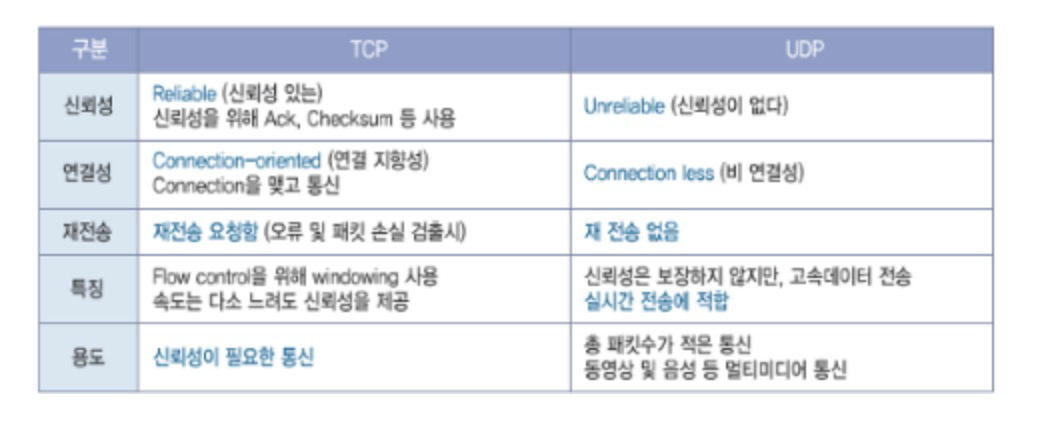 구분 TCP UDP
신뢰성
Reliable (신뢰성 있는)
신뢰성을 위해 Ack, Checksum 등 사용
Unreliable (신뢰성이 없다)
연결성
Connection-oriented (연결 지향성)
Connection을 맺고 통신
Connection less (비 연결성)
재전송
재전송 요청함 (오류 및 패킷 손실 검출시)
재 전송 없음
특징
Flow control을 위해 windowing 사용
속도는 다소 느려도 신뢰성을 제공
신뢰성은 보장하지 않지만, 고속데이터 전송
실시간 전송에 적합
용도
신뢰성이 필요한 통신
총 패킷수가 적은 통신
동영상 및 음성 등 멀티미디어 통신